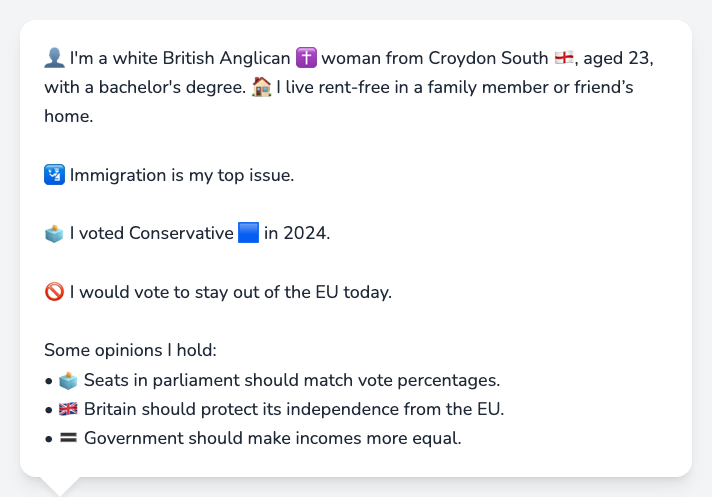 👤 I'm a white British Anglican ✝️ woman from Croydon South 🏴󠁧󠁢󠁥󠁮󠁧󠁿, aged 23,
with a bachelor's degree. 🏠 I live rent-free in a family member or friend’s
home.
🛂 Immigration is my top issue.
🗳️ I voted Conservative 🟦 in 2024.
🚫 I would vote to stay out of the EU today.
Some opinions I hold:
• 🗳️ Seats in parliament should match vote percentages.
• 🇬🇧 Britain should protect its independence from the EU.
• 🟰 Government should make incomes more equal.